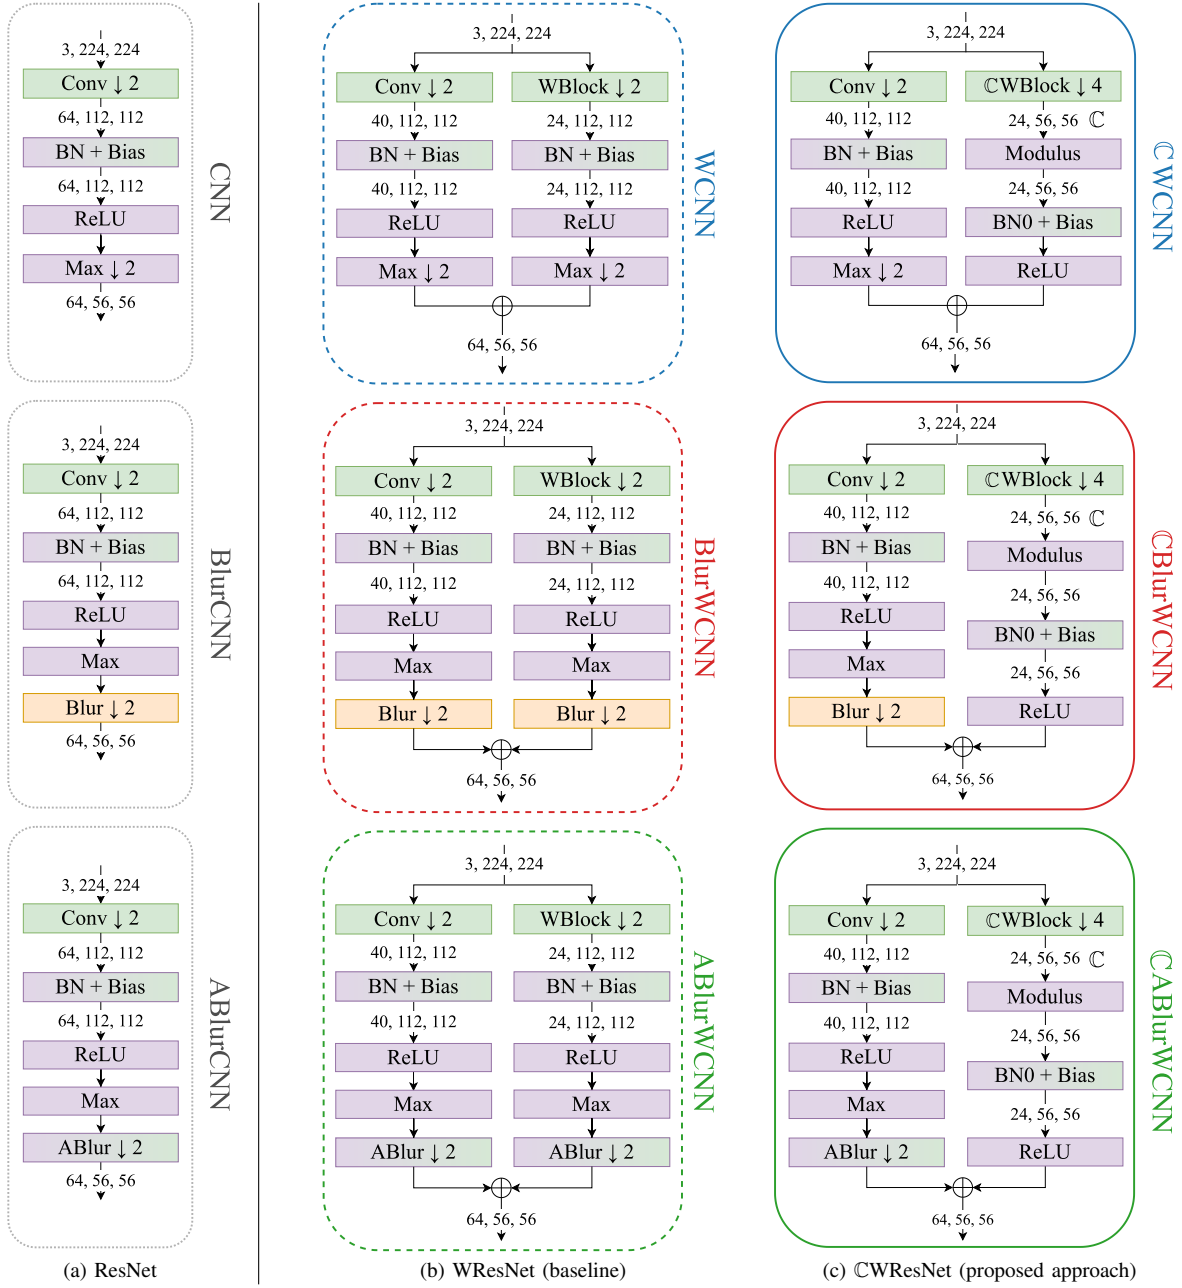 3, 224, 224
Conv ↓ 2
64, 112, 112
BN + Bias
64, 112, 112
ReLU
Max ↓ 2
64, 56, 56
CNN
3, 224, 224
Conv ↓ 2
64, 112, 112
BN + Bias
64, 112, 112
ReLU
Max
Blur ↓ 2
64, 56, 56
BlurCNN
3, 224, 224
Conv ↓ 2
64, 112, 112
BN + Bias
64, 112, 112
ReLU
Max
ABlur ↓ 2
64, 56, 56
ABlurCNN
(a) ResNet
3, 224, 224
Conv ↓ 2
40, 112, 112
BN + Bias
40, 112, 112
ReLU
Max ↓ 2
WBlock ↓ 2
24, 112, 112
BN + Bias
24, 112, 112
ReLU
Max ↓ 2
64, 56, 56
WCNN
3, 224, 224
Conv ↓ 2
40, 112, 112
BN + Bias
40, 112, 112
ReLU
Max
Blur ↓ 2
WBlock ↓ 2
24, 112, 112
BN + Bias
24, 112, 112
ReLU
Max
Blur ↓ 2
64, 56, 56
BlurWCNN
3, 224, 224
Conv ↓ 2
40, 112, 112
BN + Bias
40, 112, 112
ReLU
Max
ABlur ↓ 2
WBlock ↓ 2
24, 112, 112
BN + Bias
24, 112, 112
ReLU
Max
ABlur ↓ 2
64, 56, 56
ABlurWCNN
(b) WResNet (baseline)
3, 224, 224
Conv ↓ 2
40, 112, 112
BN + Bias
40, 112, 112
ReLU
Max ↓ 2
ℂWBlock ↓ 4
24, 56, 56 ℂ
Modulus
24, 56, 56
BN0 + Bias
ReLU
64, 56, 56
ℂWCNN
3, 224, 224
Conv ↓ 2
40, 112, 112
BN + Bias
40, 112, 112
ReLU
Max
Blur ↓ 2
ℂWBlock ↓ 4
24, 56, 56 ℂ
Modulus
24, 56, 56
BN0 + Bias
24, 56, 56
ReLU
64, 56, 56
ℂBlurWCNN
3, 224, 224
Conv ↓ 2
40, 112, 112
BN + Bias
40, 112, 112
ReLU
Max
ABlur ↓ 2
ℂWBlock ↓ 4
24, 56, 56 ℂ
Modulus
24, 56, 56
BN0 + Bias
24, 56, 56
ReLU
64, 56, 56
ℂABlurWCNN
(c) ℂWResNet (proposed approach)